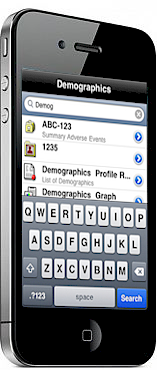 Demographics
Demog
ABC-123
Summary Adverse Events
1235
Demographics Profile R...
List of Demographics
Demographics Graph
Q W E R T Y U I O P
A S D F G H J K L
Z X C V B N M
.?123 space Search